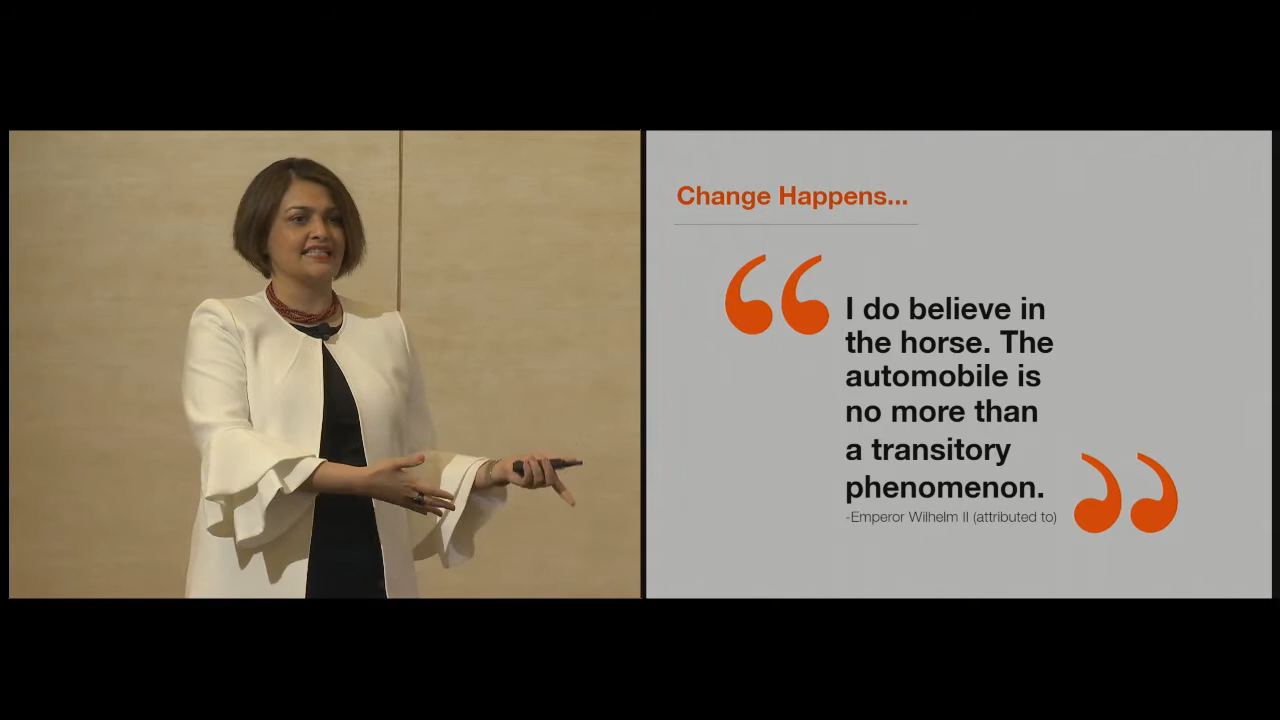 Change Happens...
“ I do believe in
the horse. The
automobile is
no more than
a transitory
phenomenon. ”
-Emperor Wilhelm II (attributed to)